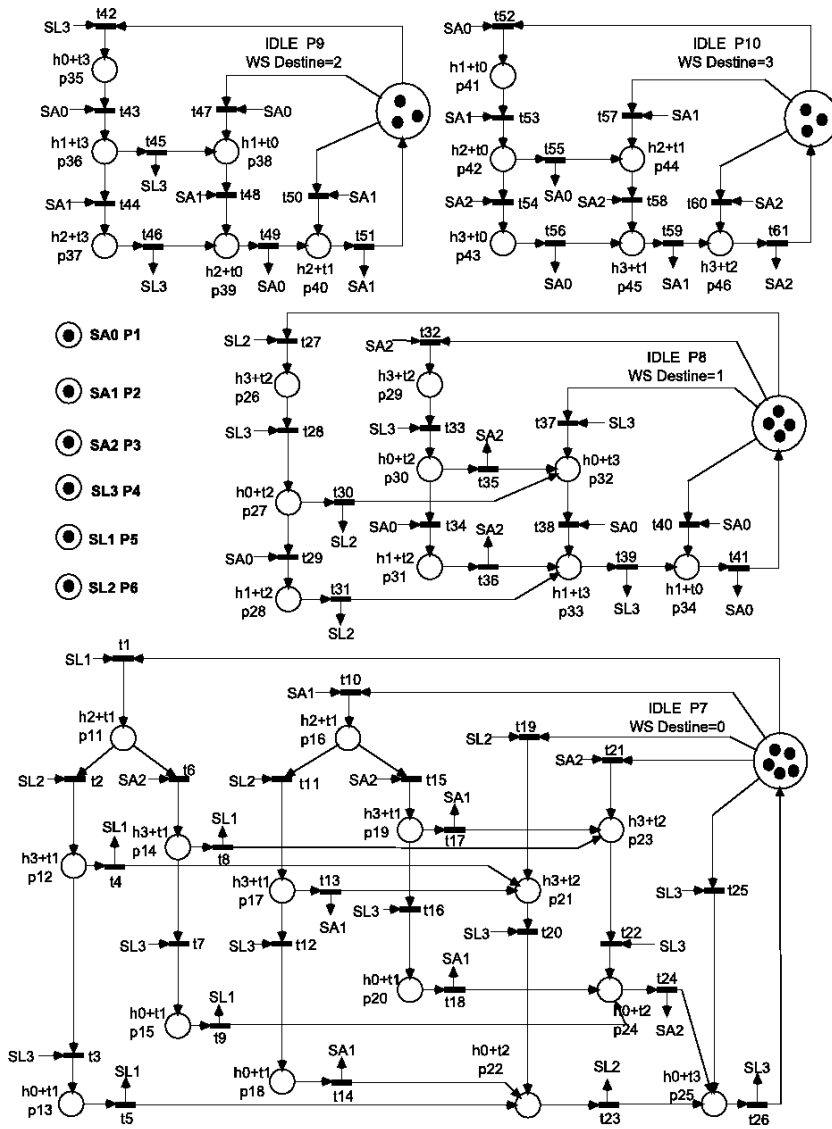 t42
SL3
IDLE P9
WS Destine=2
h0+t3
p35
SA0
t43
t47
SA0
h1+t3
p36
t45
h1+t0
p38
SL3
SA1
t44
SA1
t48
t50
SA1
h2+t3
p37
t46
t49
t51
h2+t0
p39
h2+t1
p40
SL3
SA0
SA1
t52
SA0
IDLE P10
WS Destine=3
h1+t0
p41
SA1
t53
t57
SA1
h2+t0
p42
t55
h2+t1
p44
SA0
SA2
t54
SA2
t58
t60
SA2
h3+t0
p43
t56
t59
t61
h3+t1
p45
h3+t2
p46
SA0
SA1
SA2
SA0 P1
SA1 P2
SA2 P3
SL3 P4
SL1 P5
SL2 P6
SL2
t27
SA2
t32
IDLE P8
WS Destine=1
h3+t2
p26
h3+t2
p29
SL3
t28
SL3
t33
SA2
t37
SL3
h0+t2
p30
t35
h0+t3
p32
h0+t2
p27
t30
SL2
SA0
t34
SA2
t38
SA0
t40
SA0
SA0
t29
h1+t2
p31
t36
t39
t41
h1+t3
p33
h1+t0
p34
h1+t2
p28
t31
SL2
SL3
SA0
t1
SL1
SA1
t10
IDLE P7
WS Destine=0
h2+t1
p11
h2+t1
p16
SL2
t19
t21
SA2
SL2
t2
SA2
t6
SL2
t11
SA2
t15
SA1
h3+t1
p19
t17
h3+t2
p23
SL1
h3+t1
p14
SL1
t8
h3+t1
p12
t4
h3+t1
p17
t13
SA1
h3+t2
p21
SL3
t25
SL3
t16
SL3
t7
SL3
t12
SL3
t20
t22
SL3
h0+t1
p20
SA1
t18
t24
SA2
h0+t2
p24
h0+t1
p15
SL1
t9
SL3
t3
h0+t1
p13
SL1
t5
h0+t1
p18
SA1
t14
h0+t2
p22
SL2
t23
h0+t3
p25
SL3
t26